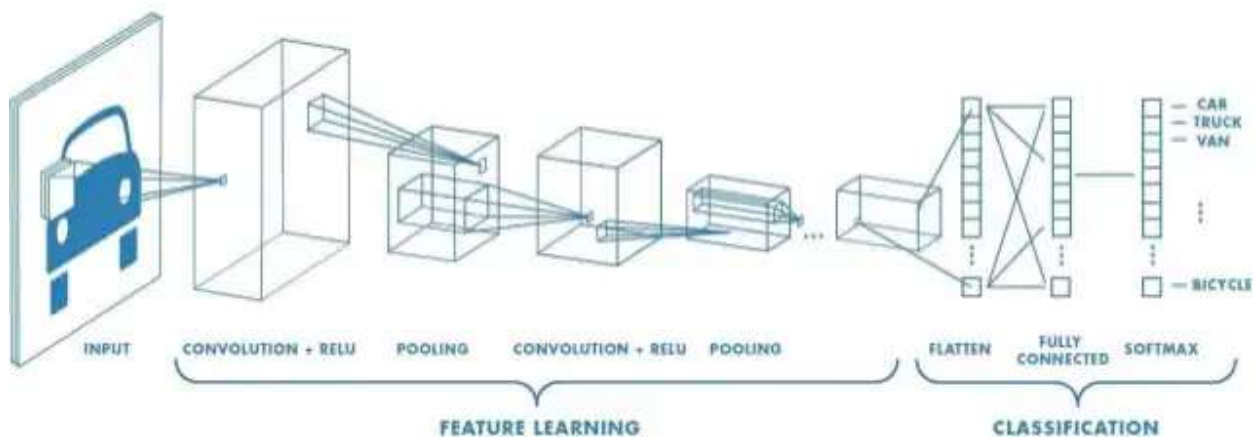 CAR
TRUCK
VAN
BICYCLE
INPUT
CONVOLUTION + RELU
POOLING
CONVOLUTION + RELU
POOLING
FLATTEN
FULLY
CONNECTED
SOFTMAX
FEATURE LEARNING
CLASSIFICATION